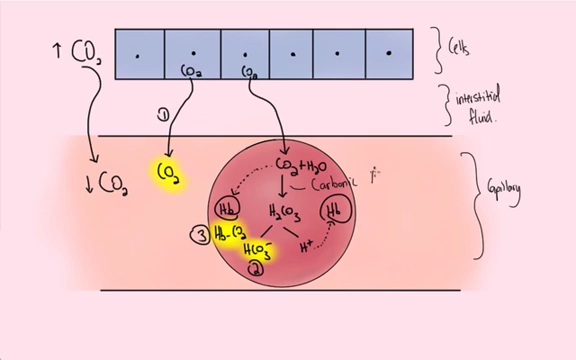 ↑ CO₂
CO₂
CO₂
Cells
interstitial
fluid.
①
↓ CO₂
CO₂
CO₂+H₂O
Carbonic
Capillary
Hb
H₂CO₃
Hb
③ Hb-CO₂
HCO₃⁻
H⁺
②